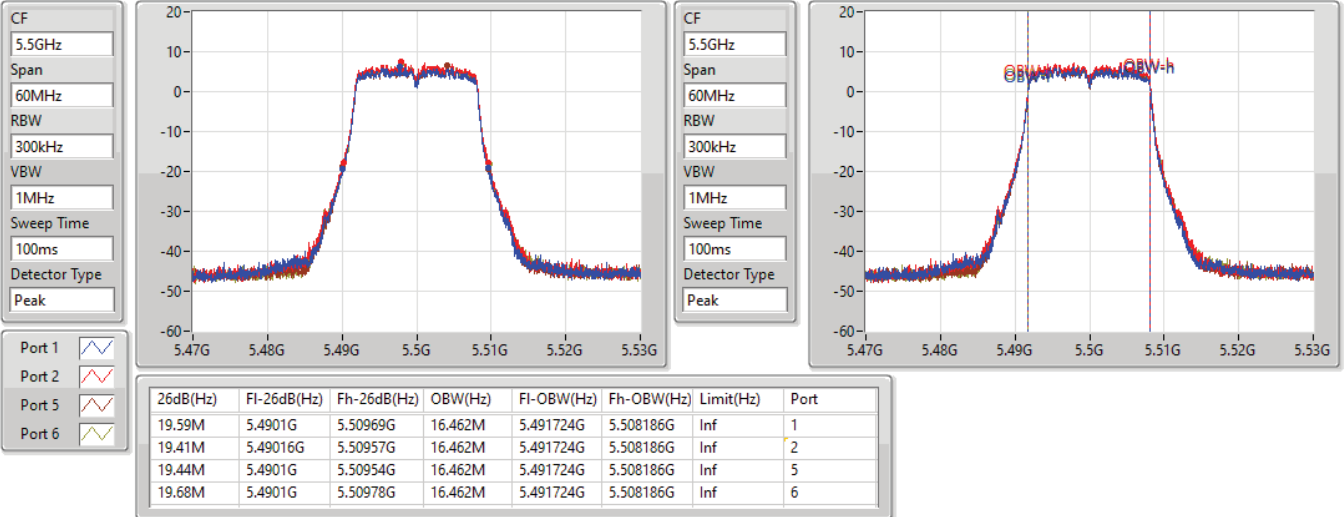 CF
5.5GHz
Span
60MHz
RBW
300kHz
VBW
1MHz
Sweep Time
100ms
Detector Type
Peak
20
10
0
-10
-20
-30
-40
-50
-60
5.47G 5.48G 5.49G 5.5G 5.51G 5.52G 5.53G
CF
5.5GHz
Span
60MHz
RBW
300kHz
VBW
1MHz
Sweep Time
100ms
Detector Type
Peak
20
10
0
-10
-20
-30
-40
-50
-60
OBW-h
5.47G 5.48G 5.49G 5.5G 5.51G 5.52G 5.53G
Port 1
Port 2
Port 5
Port 6
26dB(Hz) Fl-26dB(Hz) Fh-26dB(Hz) OBW(Hz) Fl-OBW(Hz) Fh-OBW(Hz) Limit(Hz) Port
19.59M 5.4901G 5.50969G 16.462M 5.491724G 5.508186G Inf 1
19.41M 5.49016G 5.50957G 16.462M 5.491724G 5.508186G Inf 2
19.44M 5.4901G 5.50954G 16.462M 5.491724G 5.508186G Inf 5
19.68M 5.4901G 5.50978G 16.462M 5.491724G 5.508186G Inf 6